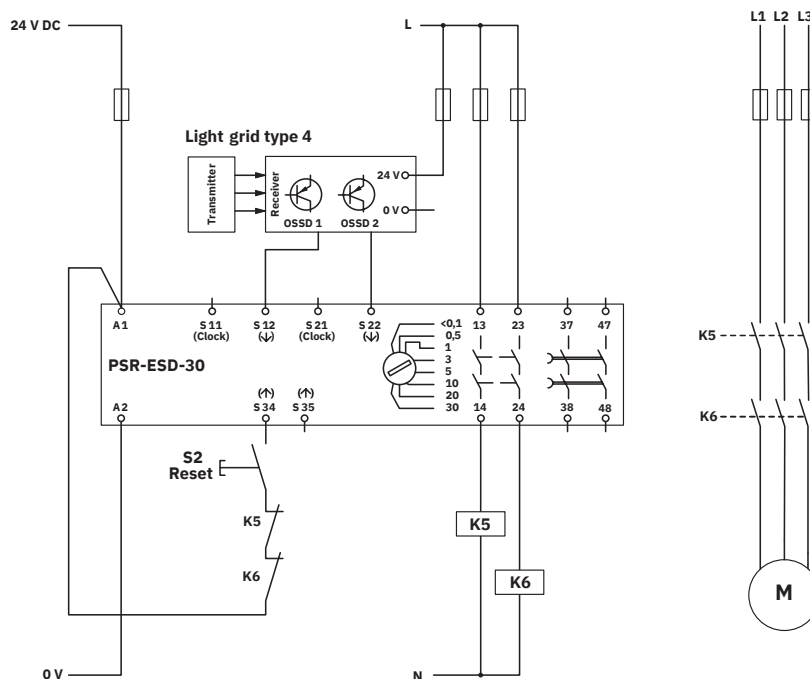 24 V DC
L
L1 L2 L3
Light grid type 4
Transmitter
Receiver
24 V
0 V
OSSD 1 OSSD 2
A1 S11 (Clock) S12 (↓) S21 (Clock) S22 (↓)
<0,1
0,5
1
3
5
10
20
30
13 23 37 47
PSR-ESD-30
A2 (↑) S34 (↑) S35
14 24 38 48
S2
Reset
K5
K6
K5
K6
K5
K6
M
0 V
N